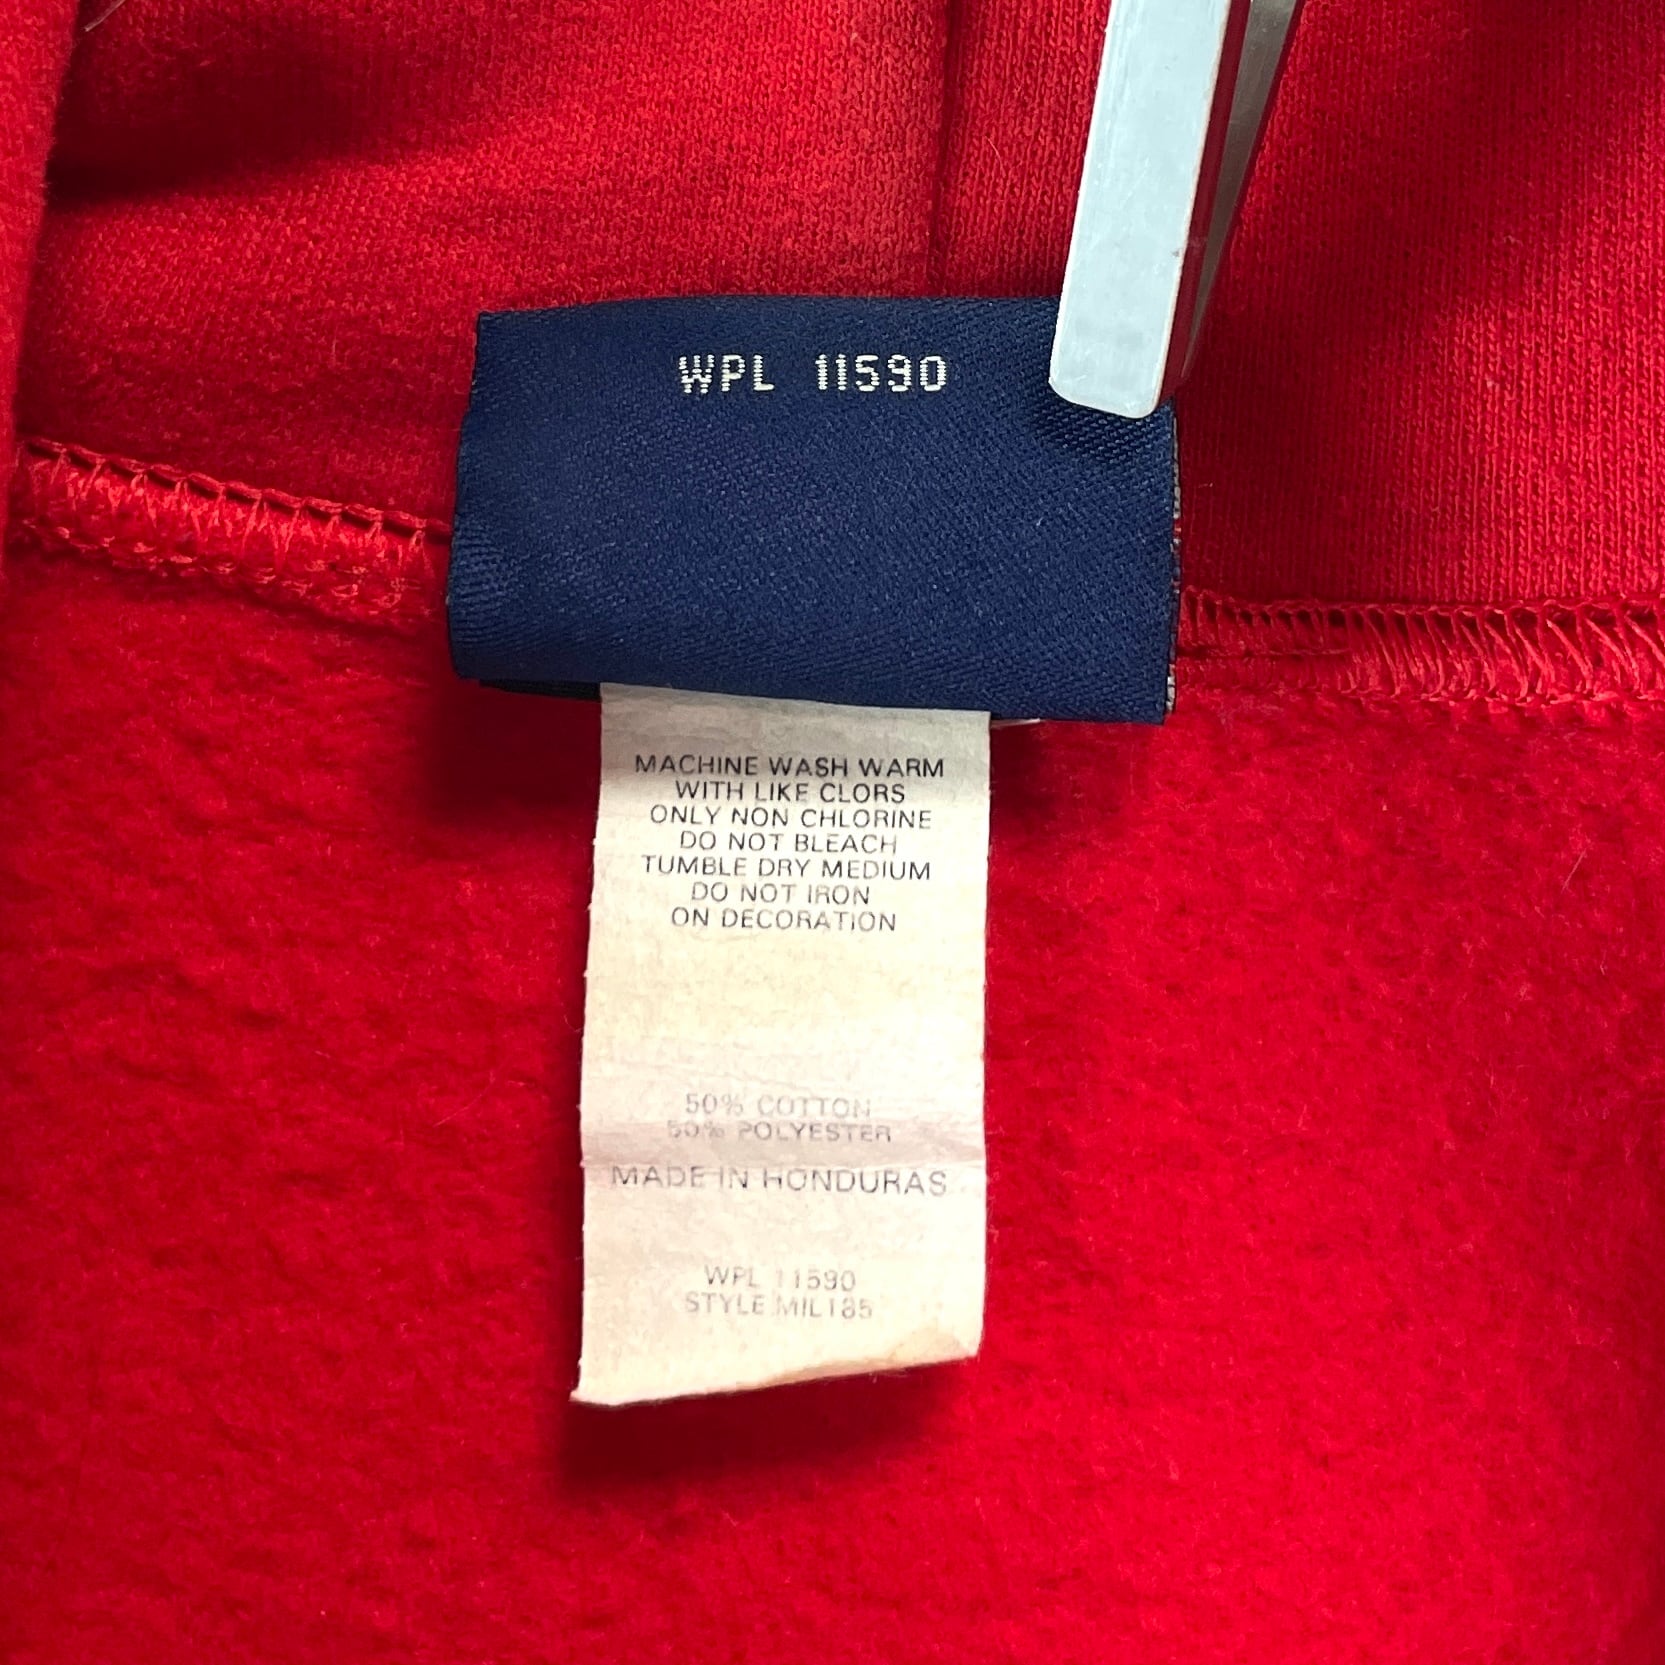 WPL 11590
MACHINE WASH WARM
WITH LIKE CLORS
ONLY NON CHLORINE
DO NOT BLEACH
TUMBLE DRY MEDIUM
DO NOT IRON
ON DECORATION
50% COTTON
50% POLYESTER
MADE IN HONDURAS
WPL 11590
STYLE:MIL185